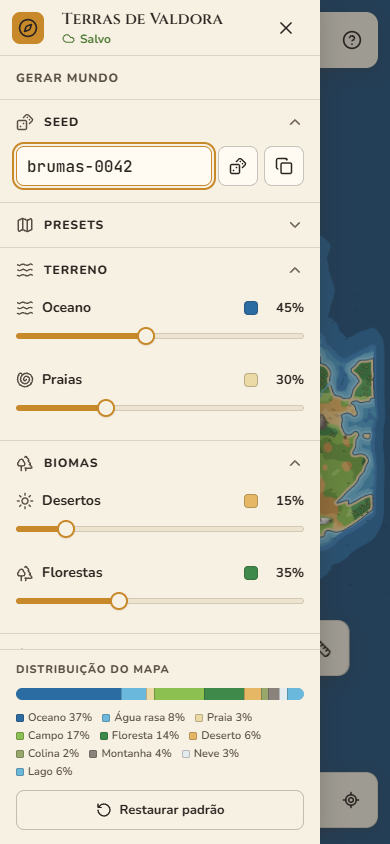 Terras de Valdora
Salvo
GERAR MUNDO
SEED
brumas-0042
PRESETS
TERRENO
Oceano 45%
Praias 30%
BIOMAS
Desertos 15%
Florestas 35%
DISTRIBUIÇÃO DO MAPA
Oceano 37% Água rasa 8% Praia 3%
Campo 17% Floresta 14% Deserto 6%
Colina 2% Montanha 4% Neve 3%
Lago 6%
Restaurar padrão